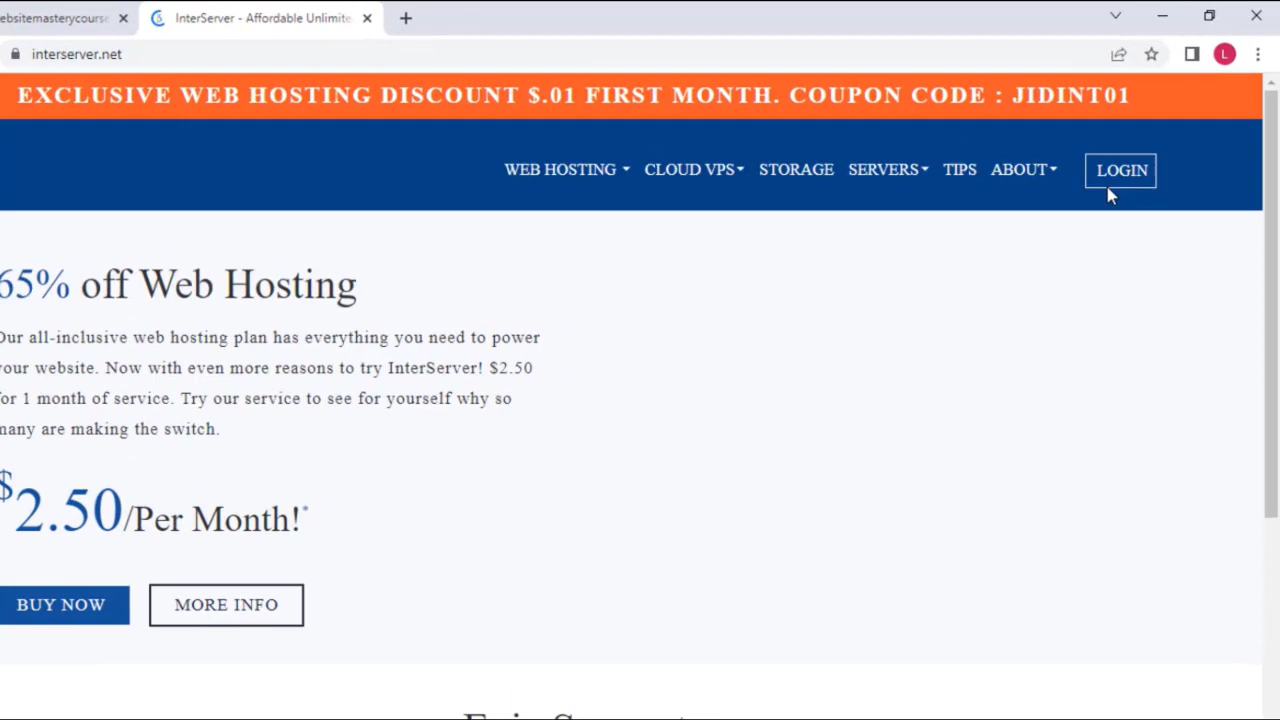 ebsitemasterycourse
InterServer - Affordable Unlimite
interserver.net
L
EXCLUSIVE WEB HOSTING DISCOUNT $.01 FIRST MONTH. COUPON CODE : JIDINT01
WEB HOSTING CLOUD VPS STORAGE SERVERS TIPS ABOUT LOGIN
65% off Web Hosting
Our all-inclusive web hosting plan has everything you need to power
your website. Now with even more reasons to try InterServer! $2.50
for 1 month of service. Try our service to see for yourself why so
many are making the switch.
$2.50/Per Month!*
BUY NOW MORE INFO